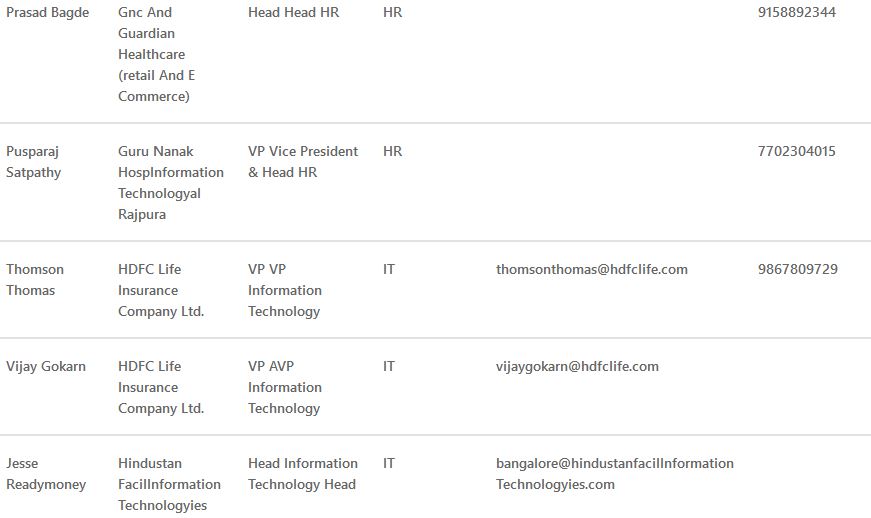 Prasad Bagde Gnc And Head Head HR HR 9158892344
Guardian
Healthcare
(retail And E
Commerce)
Pusparaj Guru Nanak VP Vice President HR 7702304015
Satpathy HospInformation & Head HR
Technologyal
Rajpura
Thomson HDFC Life VP VP IT thomsonthomas@hdfclife.com 9867809729
Thomas Insurance Information
Company Ltd. Technology
Vijay Gokarn HDFC Life VP AVP IT vijaygokarn@hdfclife.com
Insurance Information
Company Ltd. Technology
Jesse Hindustan Head Information IT bangalore@hindustanfacilInformation
Readymoney FacilInformation Technology Head Technologyies.com
Technologyies